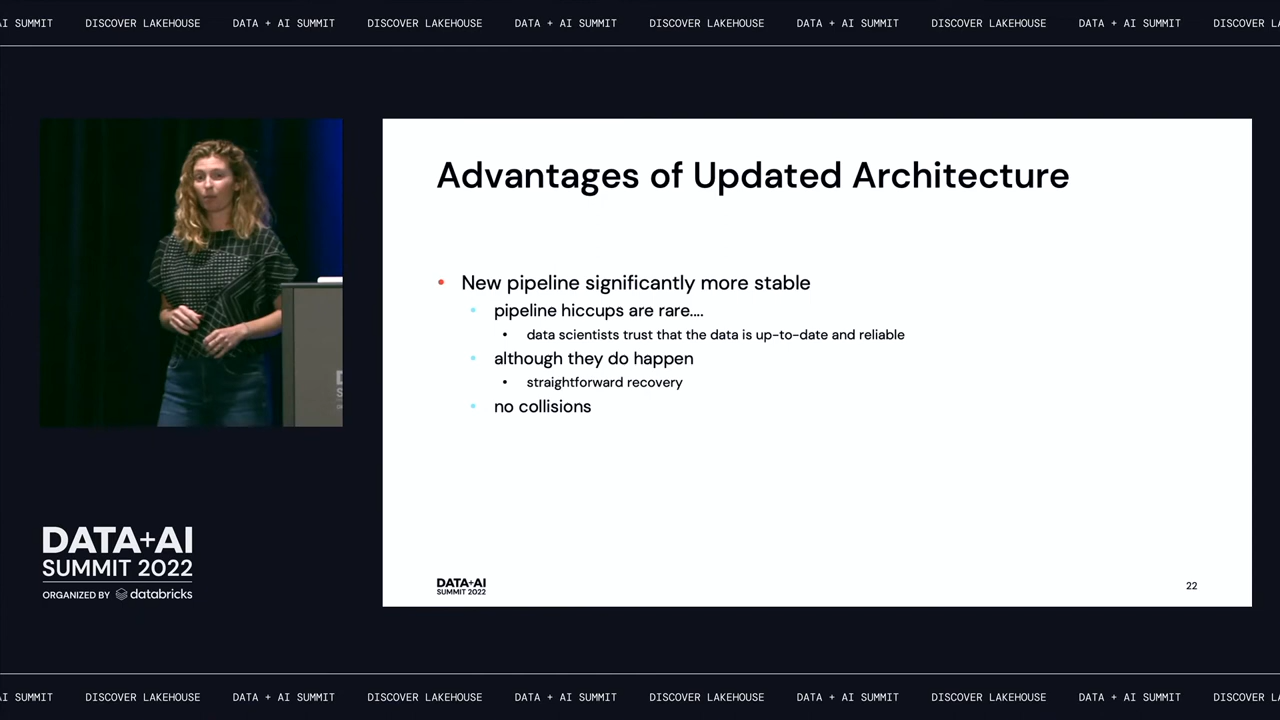 AI SUMMIT DISCOVER LAKEHOUSE DATA + AI SUMMIT DISCOVER LAKEHOUSE DATA + AI SUMMIT DISCOVER LAKEHOUSE DATA + AI SUMMIT DISCOVER LAKEHOUSE DATA + AI SUMMIT DISCOVER LA
Advantages of Updated Architecture
• New pipeline significantly more stable
• pipeline hiccups are rare....
• data scientists trust that the data is up-to-date and reliable
• although they do happen
• straightforward recovery
• no collisions
DATA+AI
SUMMIT 2022
22
DATA+AI
SUMMIT 2022
ORGANIZED BY databricks
AI SUMMIT DISCOVER LAKEHOUSE DATA + AI SUMMIT DISCOVER LAKEHOUSE DATA + AI SUMMIT DISCOVER LAKEHOUSE DATA + AI SUMMIT DISCOVER LAKEHOUSE DATA + AI SUMMIT DISCOVER LA